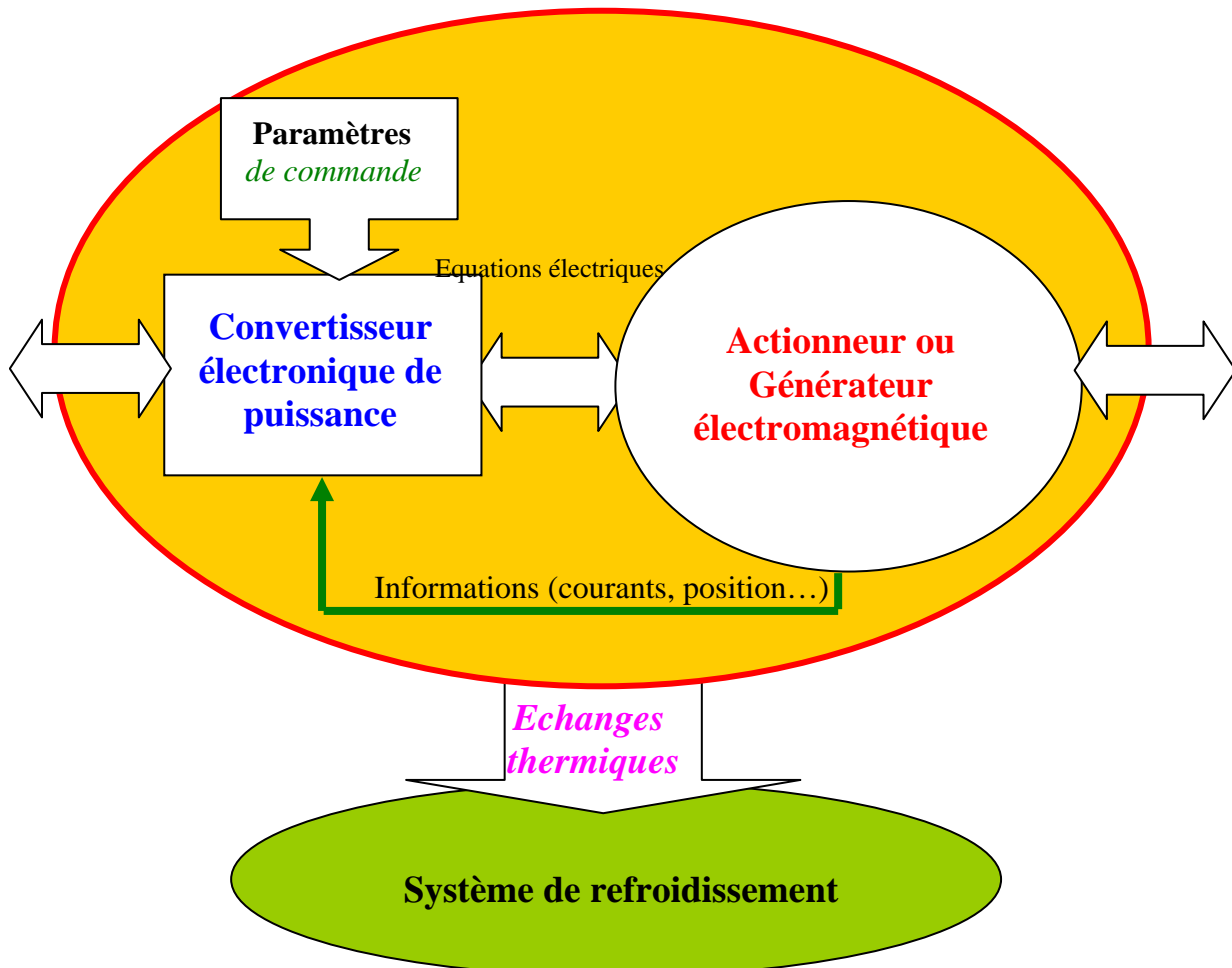 Paramètres
de commande
Equations électriques
Convertisseur
électronique de
puissance
Actionneur ou
Générateur
électromagnétique
Informations (courants, position…)
Echanges
thermiques
Système de refroidissement